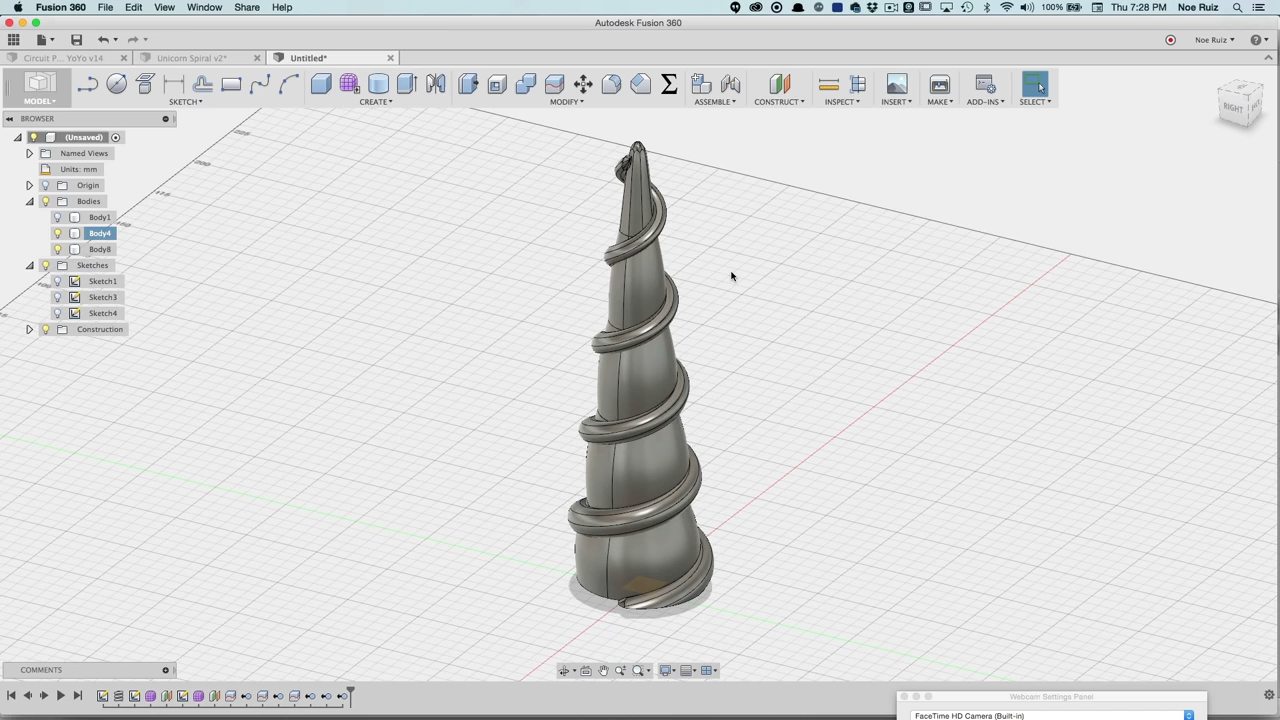 Fusion 360 File Edit View Window Share Help
100% Thu 7:28 PM Noe Ruiz
Autodesk Fusion 360
Noe Ruiz
Circuit P... YoYo v14 Unicorn Spiral v2* Untitled*
MODEL SKETCH CREATE MODIFY ASSEMBLE CONSTRUCT INSPECT INSERT MAKE ADD-INS SELECT
BROWSER
(Unsaved)
Named Views
Units: mm
Origin
Bodies
Body1
Body4
Body8
Sketches
Sketch1
Sketch3
Sketch4
Construction
225
200
175
RIGHT
COMMENTS
Webcam Settings Panel
FaceTime HD Camera (Built-in)